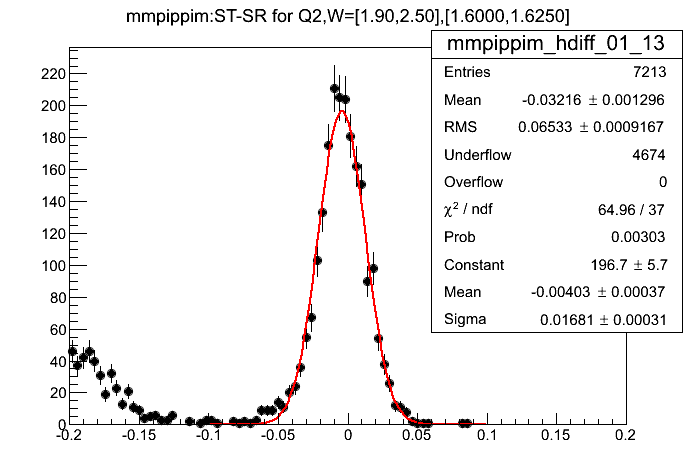 mmpippim:ST-SR for Q2,W=[1.90,2.50],[1.6000,1.6250]
mmpippim_hdiff_01_13
Entries 7213
Mean -0.03216 ± 0.001296
RMS 0.06533 ± 0.0009167
Underflow 4674
Overflow 0
χ² / ndf 64.96 / 37
Prob 0.00303
Constant 196.7 ± 5.7
Mean -0.00403 ± 0.00037
Sigma 0.01681 ± 0.00031
220
200
180
160
140
120
100
80
60
40
20
0
-0.2 -0.15 -0.1 -0.05 0 0.05 0.1 0.15 0.2